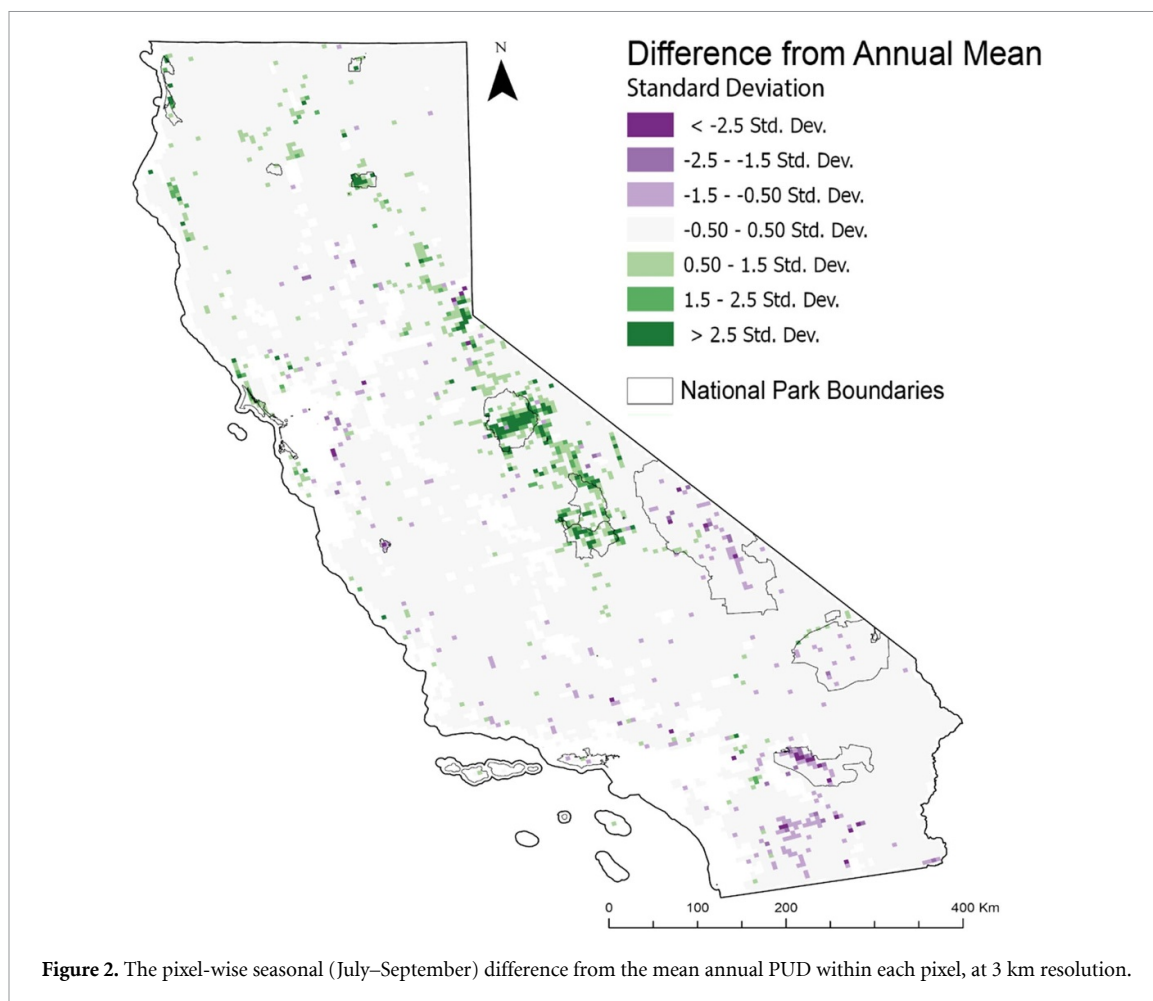 N
Difference from Annual Mean
Standard Deviation
< -2.5 Std. Dev.
-2.5 - -1.5 Std. Dev.
-1.5 - -0.50 Std. Dev.
-0.50 - 0.50 Std. Dev.
0.50 - 1.5 Std. Dev.
1.5 - 2.5 Std. Dev.
> 2.5 Std. Dev.
National Park Boundaries
0 100 200 400 Km
Figure 2. The pixel-wise seasonal (July–September) difference from the mean annual PUD within each pixel, at 3 km resolution.